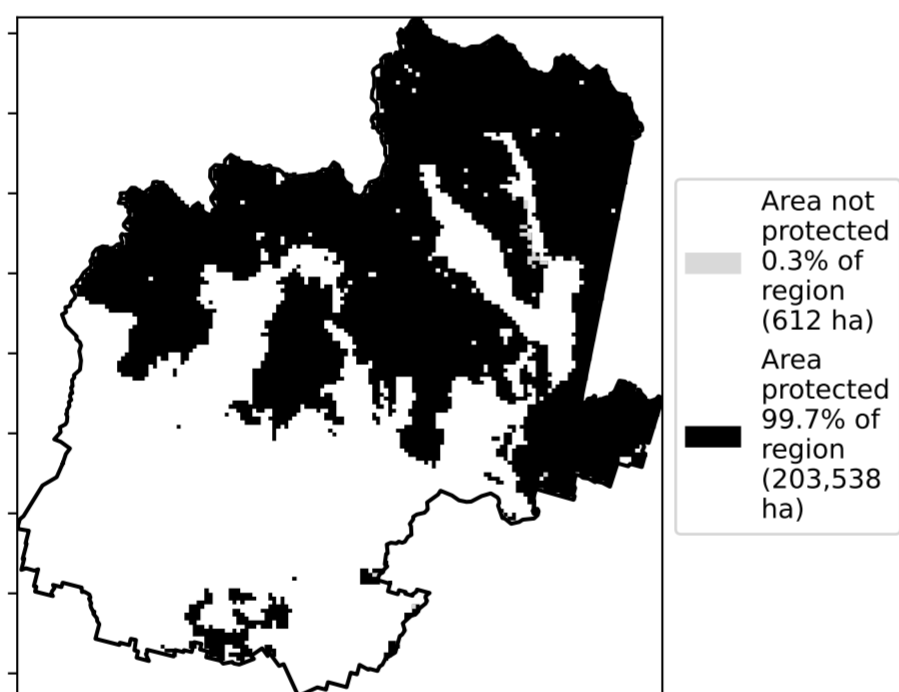 Area not
protected
0.3% of
region
(612 ha)
Area
protected
99.7% of
region
(203,538
ha)